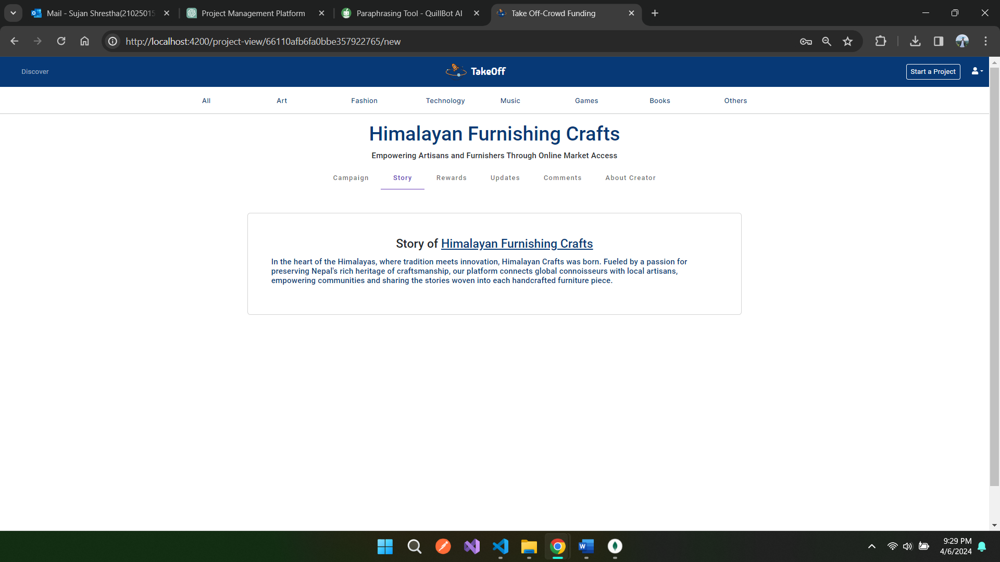 Mail - Sujan Shrestha(21025015
Project Management Platform
Paraphrasing Tool - QuillBot AI
Take Off-Crowd Funding
http://localhost:4200/project-view/66110afb6fa0bbe357922765/new
Discover
TakeOff
Start a Project
All
Art
Fashion
Technology
Music
Games
Books
Others
Himalayan Furnishing Crafts
Empowering Artisans and Furnishers Through Online Market Access
Campaign
Story
Rewards
Updates
Comments
About Creator
Story of Himalayan Furnishing Crafts
In the heart of the Himalayas, where tradition meets innovation, Himalayan Crafts was born. Fueled by a passion for
preserving Nepal's rich heritage of craftsmanship, our platform connects global connoisseurs with local artisans,
empowering communities and sharing the stories woven into each handcrafted furniture piece.
9:29 PM
4/6/2024